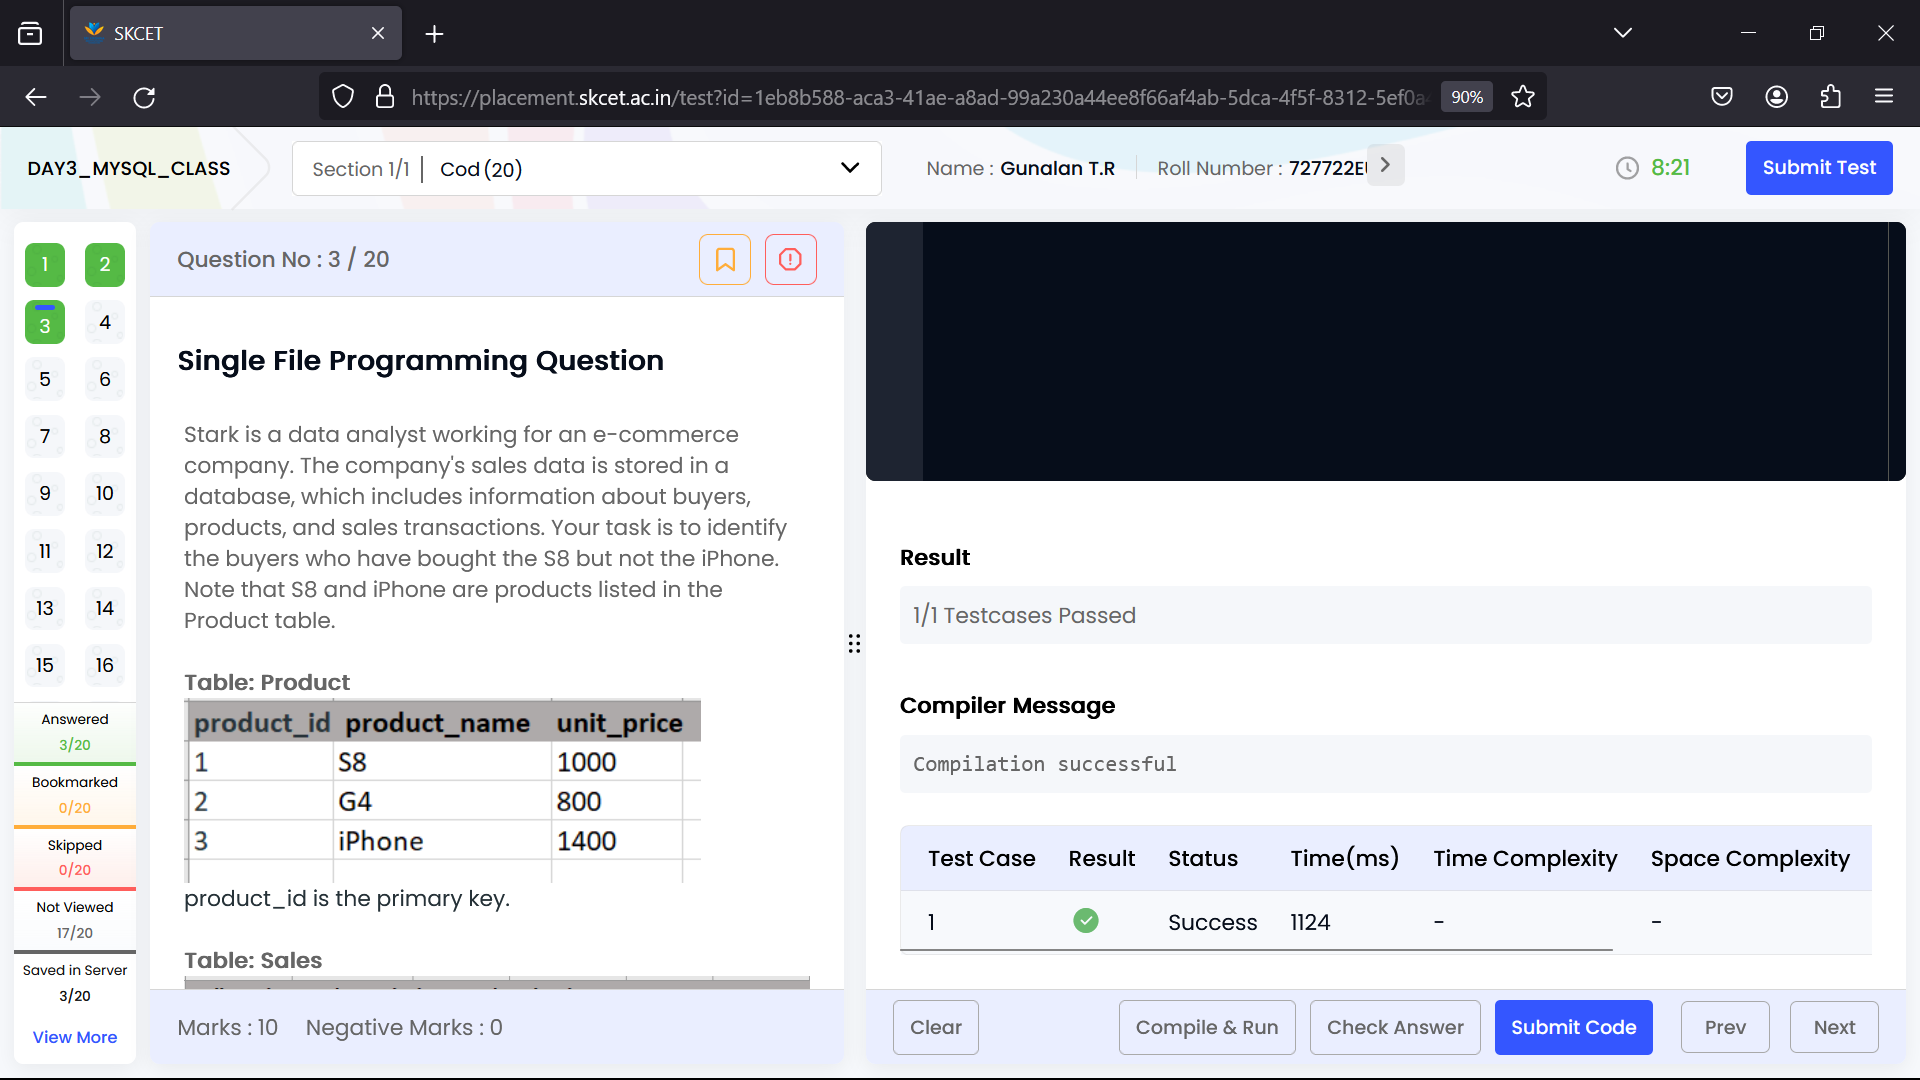 SKCET
https://placement.skcet.ac.in/test?id=1eb8b588-aca3-41ae-a8ad-99a230a44ee8f66af4ab-5dca-4f5f-8312-5ef0a
90%
DAY3_MYSQL_CLASS
Section 1/1 | Cod (20)
Name : Gunalan T.R
Roll Number : 727722E
8:21
Submit Test
1 2
3 4
5 6
7 8
9 10
11 12
13 14
15 16
Answered
3/20
Bookmarked
0/20
Skipped
0/20
Not Viewed
17/20
Saved in Server
3/20
View More
Question No : 3 / 20
Single File Programming Question
Stark is a data analyst working for an e-commerce
company. The company's sales data is stored in a
database, which includes information about buyers,
products, and sales transactions. Your task is to identify
the buyers who have bought the S8 but not the iPhone.
Note that S8 and iPhone are products listed in the
Product table.
Table: Product
product_id product_name unit_price
1 S8 1000
2 G4 800
3 iPhone 1400
product_id is the primary key.
Table: Sales
Marks : 10 Negative Marks : 0
Result
1/1 Testcases Passed
Compiler Message
Compilation successful
Test Case Result Status Time(ms) Time Complexity Space Complexity
1 Success 1124 - -
Clear Compile & Run Check Answer Submit Code Prev Next